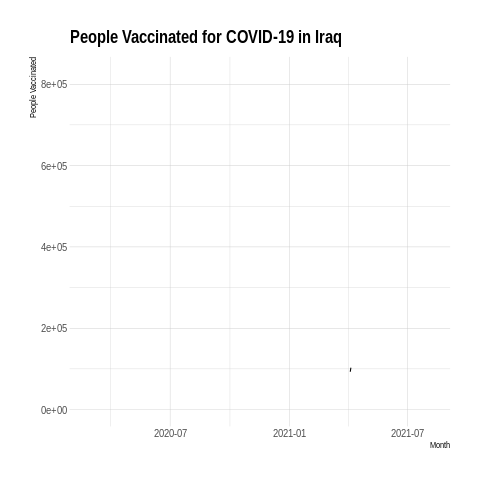 People Vaccinated for COVID-19 in Iraq
People Vaccinated
8e+05
6e+05
4e+05
2e+05
0e+00
2020-07
2021-01
2021-07
Month